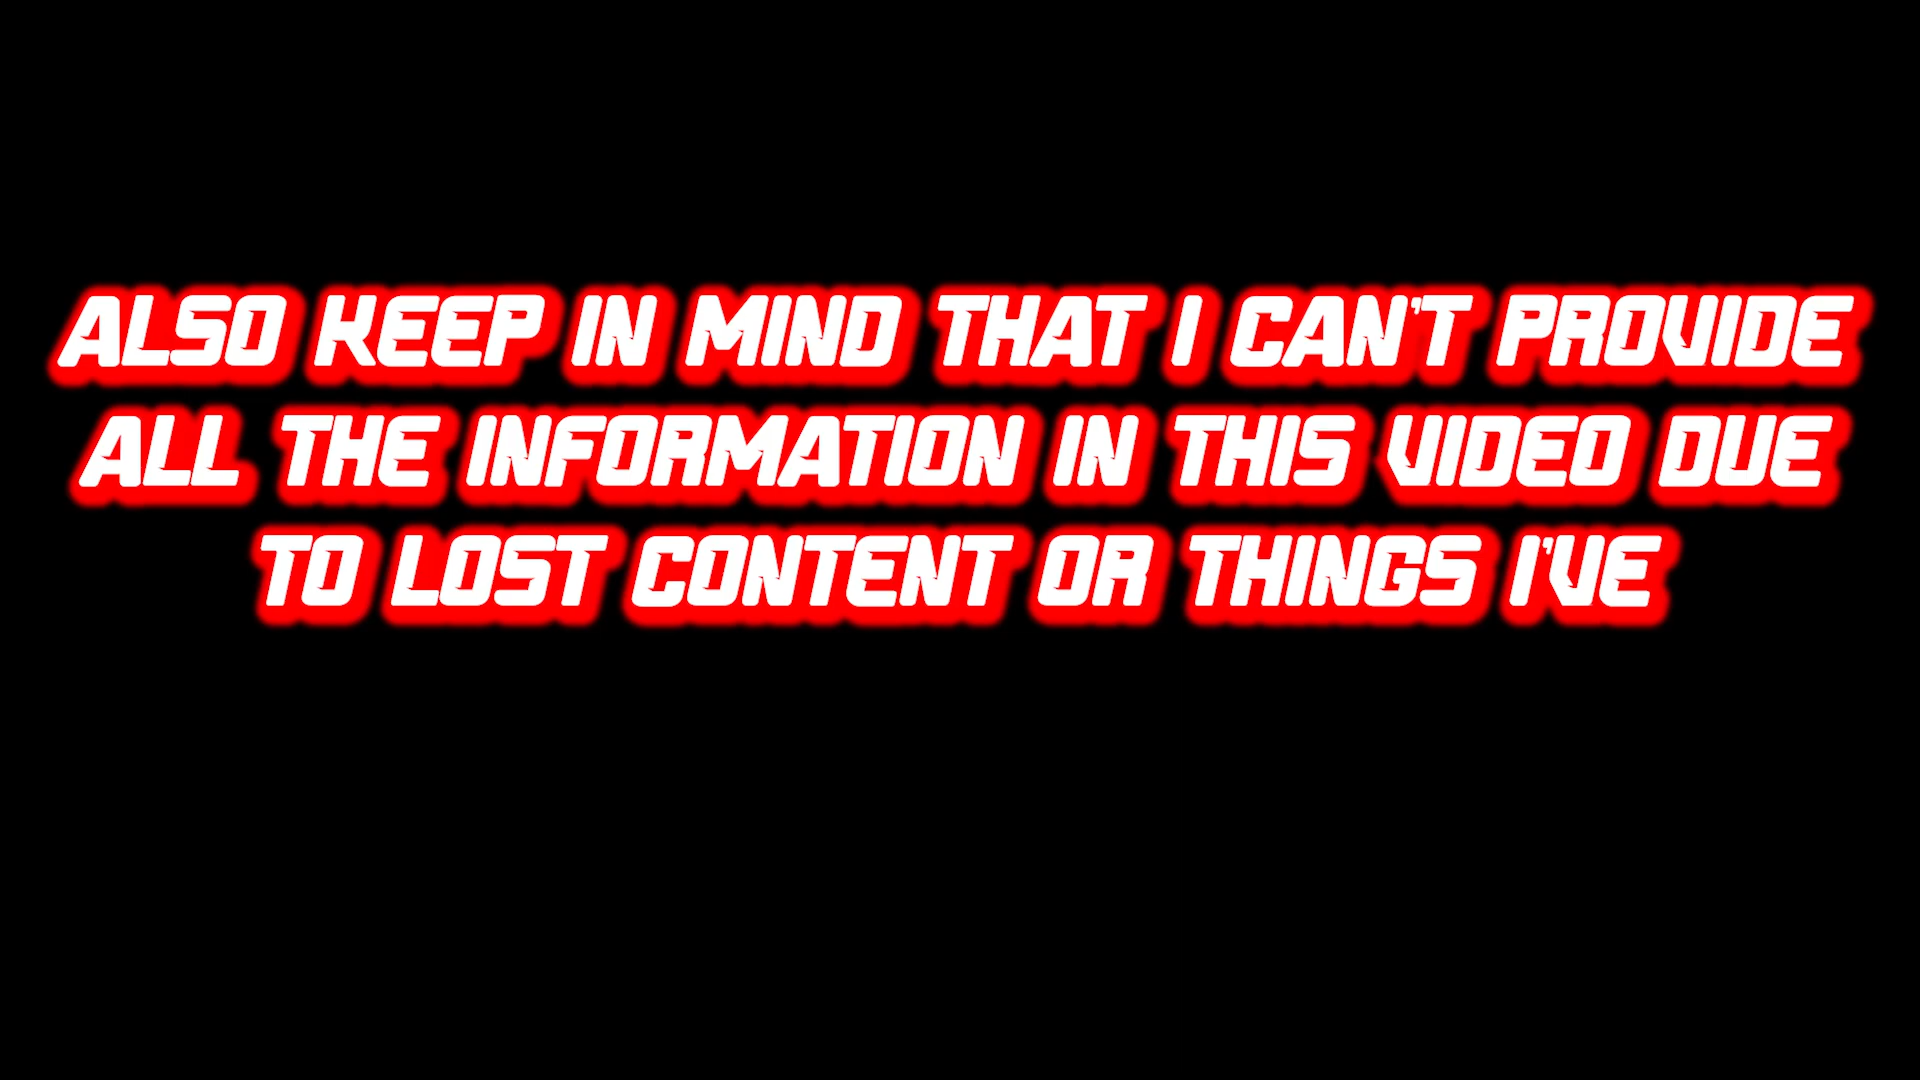 ALSO KEEP IN MIND THAT I CAN'T PROVIDE
ALL THE INFORMATION IN THIS VIDEO DUE
TO LOST CONTENT OR THINGS I'VE